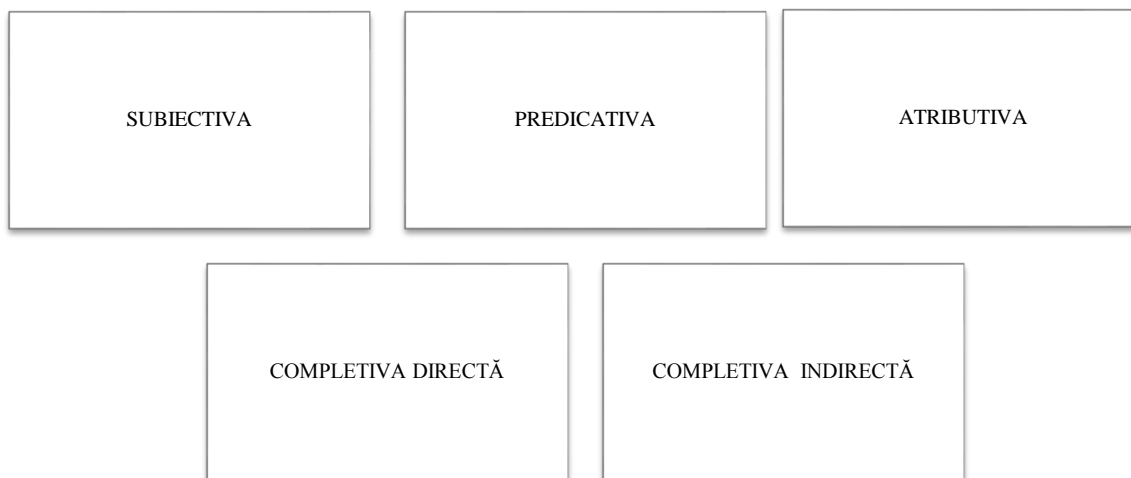 SUBIECTIVA
PREDICATIVA
ATRIBUTIVA
COMPLETIVA DIRECTĂ
COMPLETIVA INDIRECTĂ